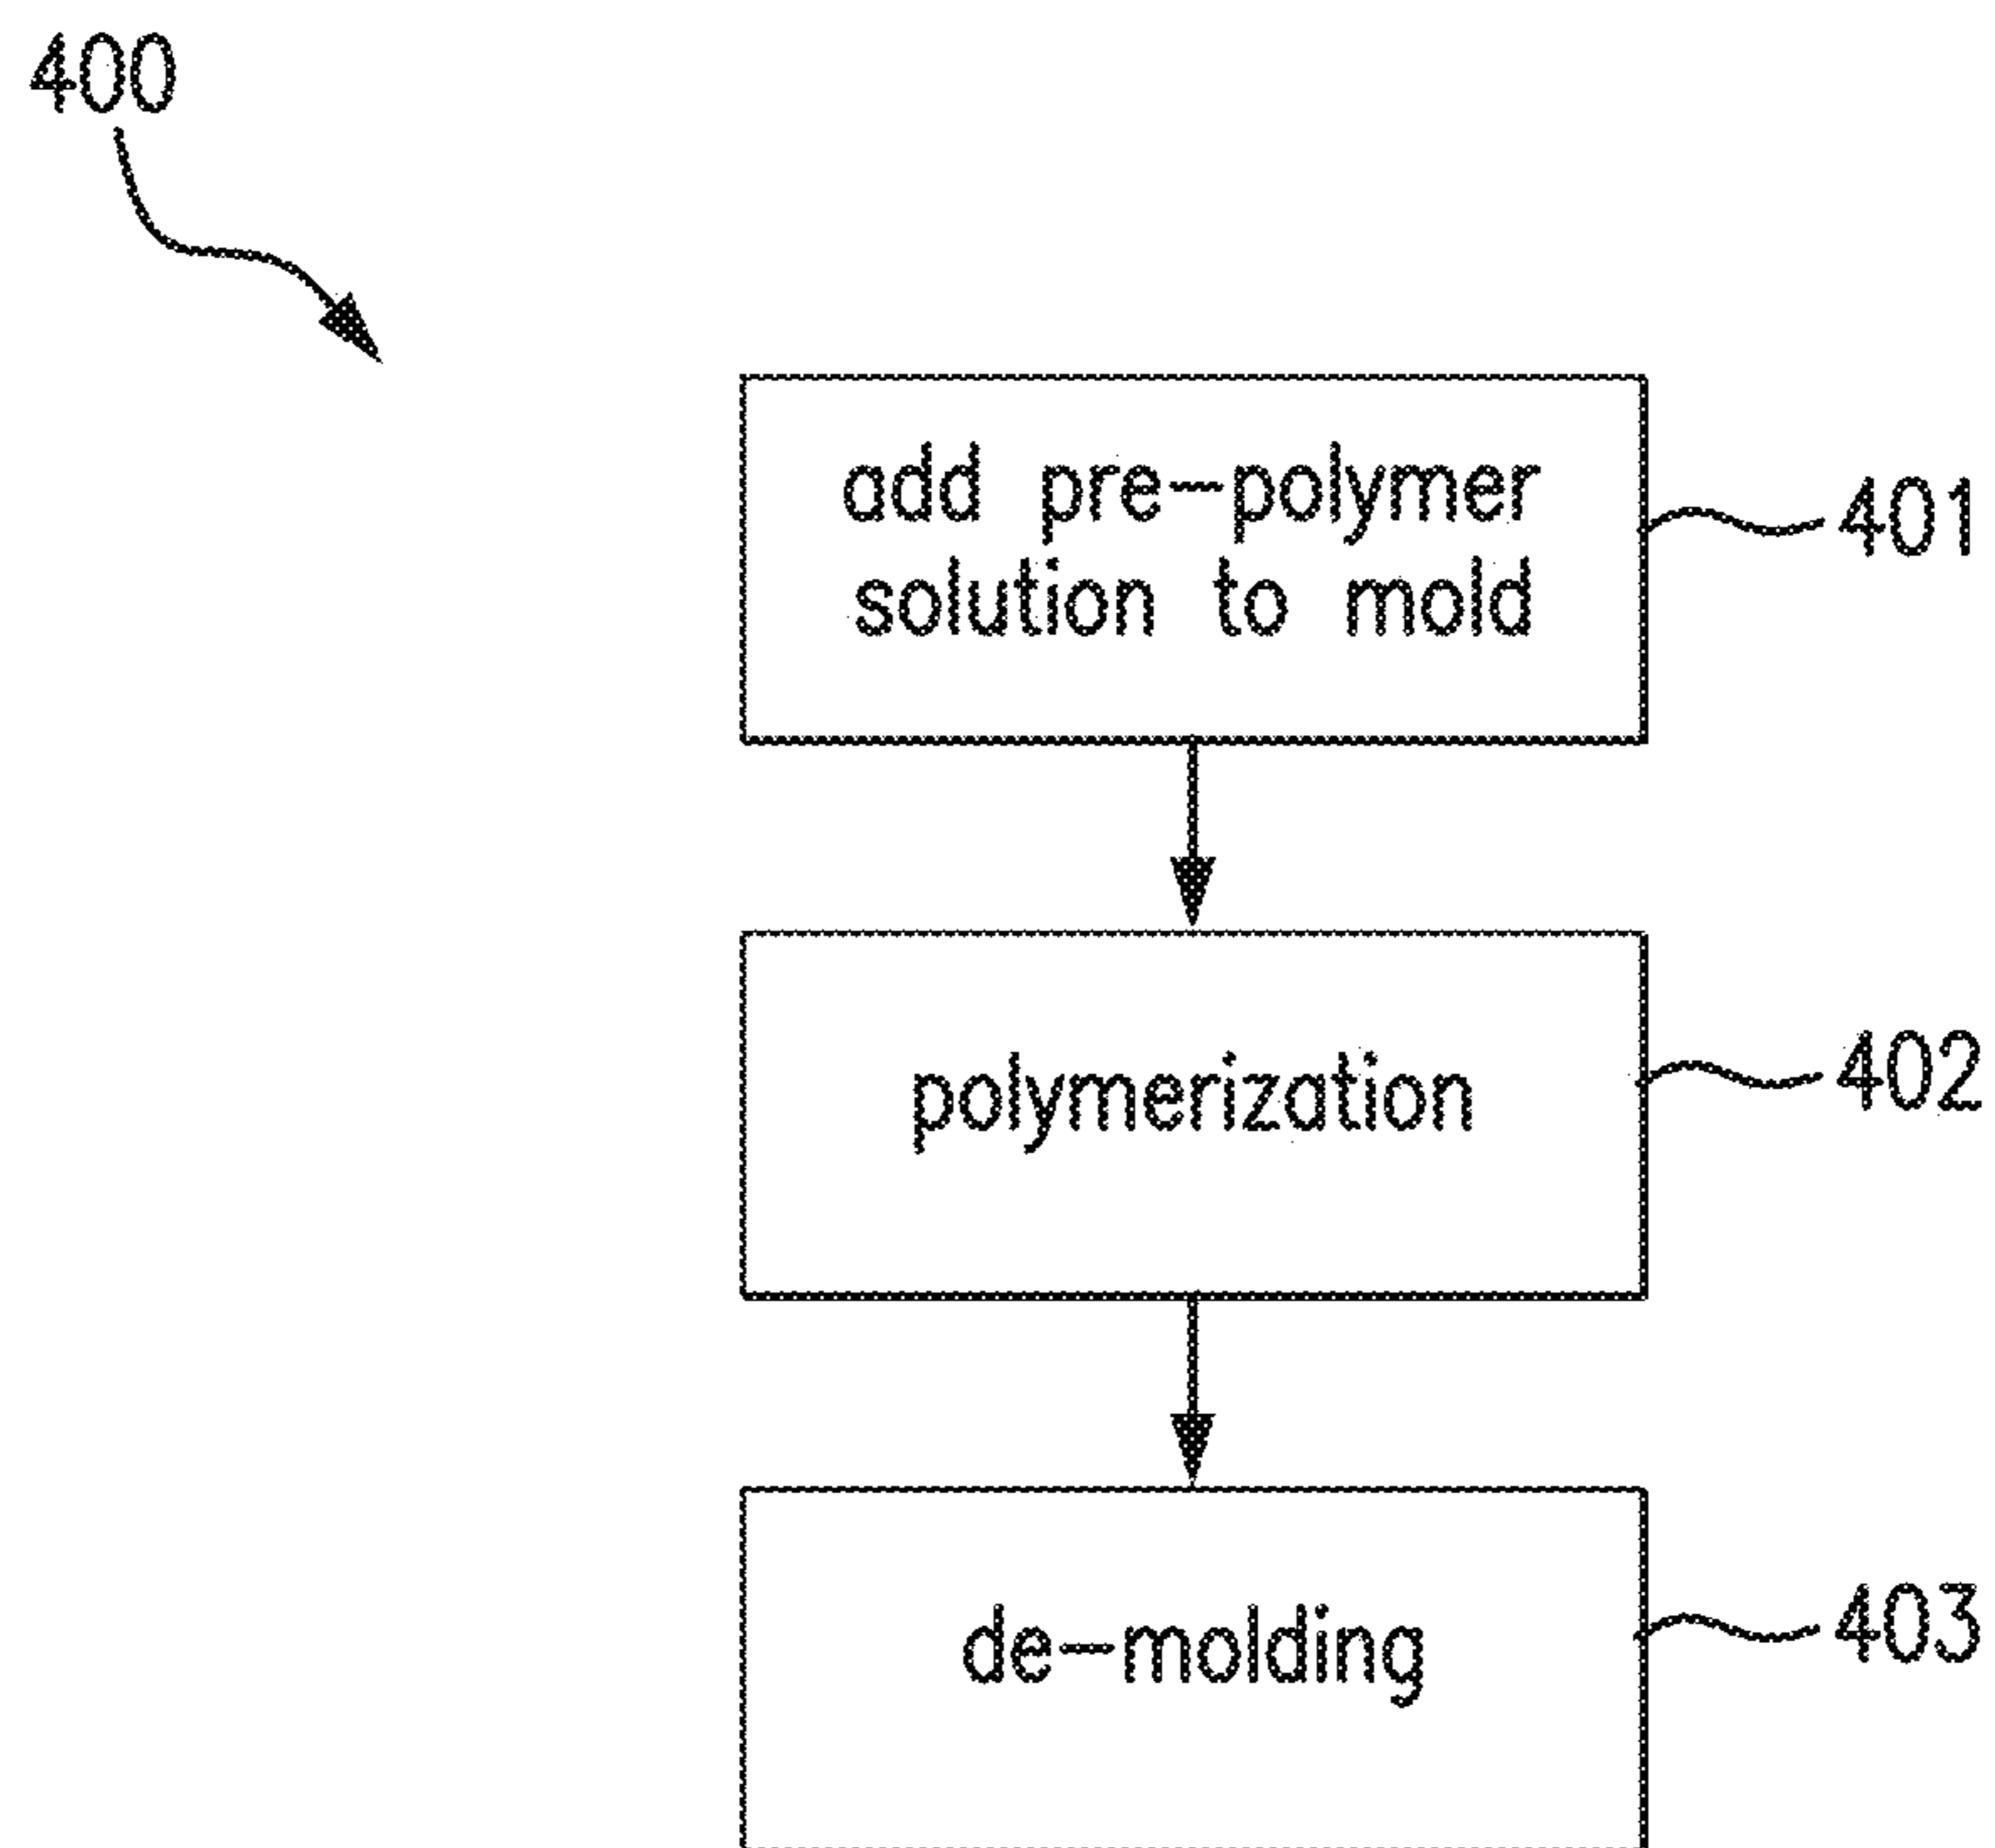 400
add pre-polymer
solution to mold
401
polymerization
402
de-molding
403